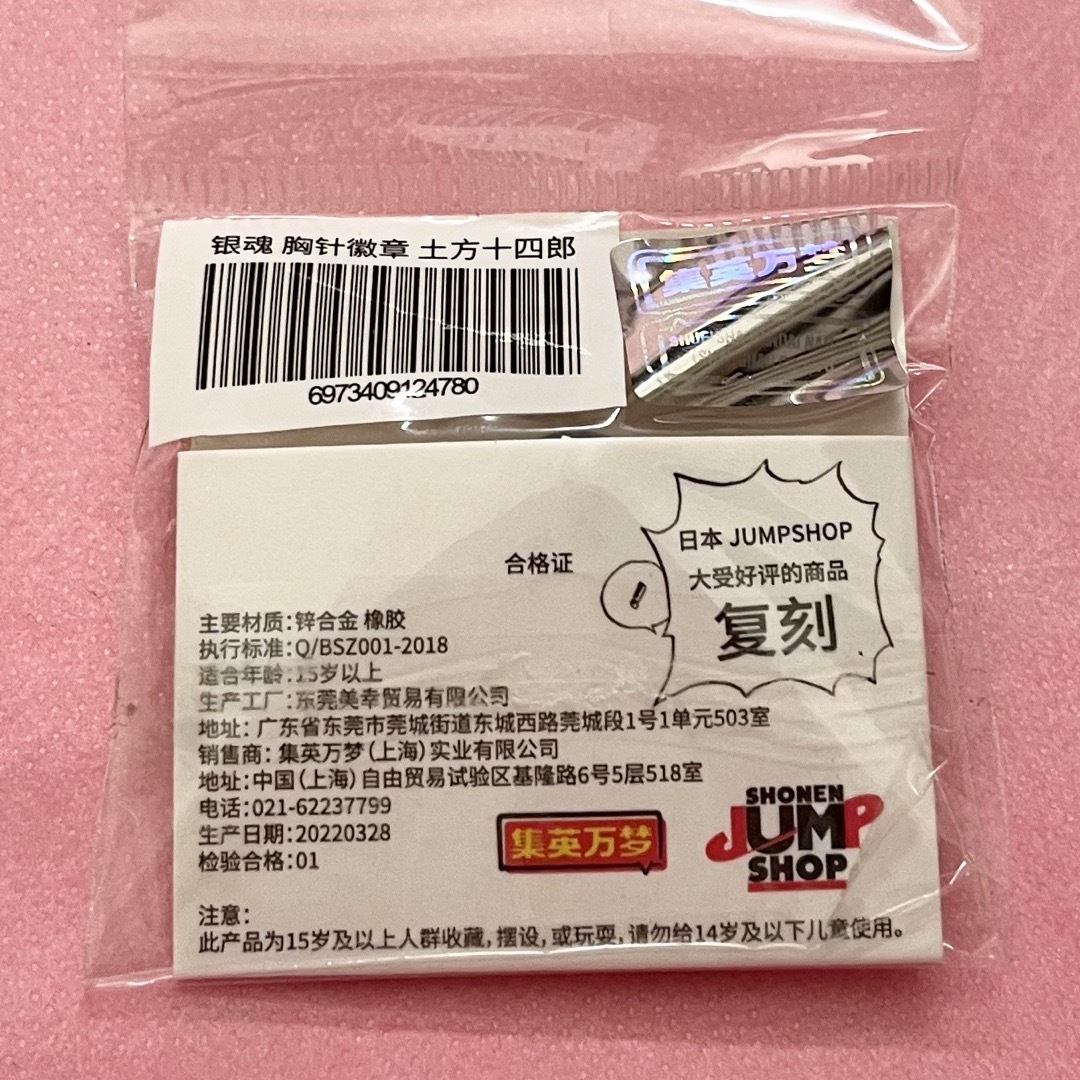 银魂 胸针徽章 土方十四郎
6973409124780
集英万梦
合格证
日本 JUMPSHOP
大受好评的商品
复刻
!
主要材质:锌合金 橡胶
执行标准:Q/BSZ001-2018
适合年龄:15岁以上
生产工厂:东莞美幸贸易有限公司
地址: 广东省东莞市莞城街道东城西路莞城段1号1单元503室
销售商: 集英万梦(上海)实业有限公司
地址:中国(上海)自由贸易试验区基隆路6号5层518室
电话:021-62237799
生产日期:20220328
检验合格:01
集英万梦
SHONEN
JUMP
SHOP
注意:
此产品为15岁及以上人群收藏,摆设,或玩耍,请勿给14岁及以下儿童使用。